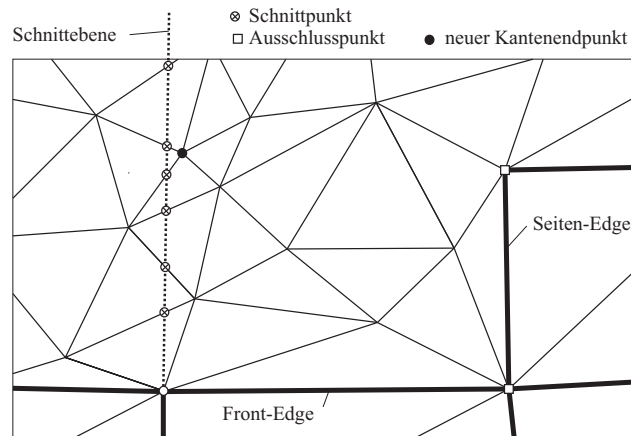 Schnittebene
Schnittpunkt
Ausschlusspunkt
neuer Kantenendpunkt
Seiten-Edge
Front-Edge